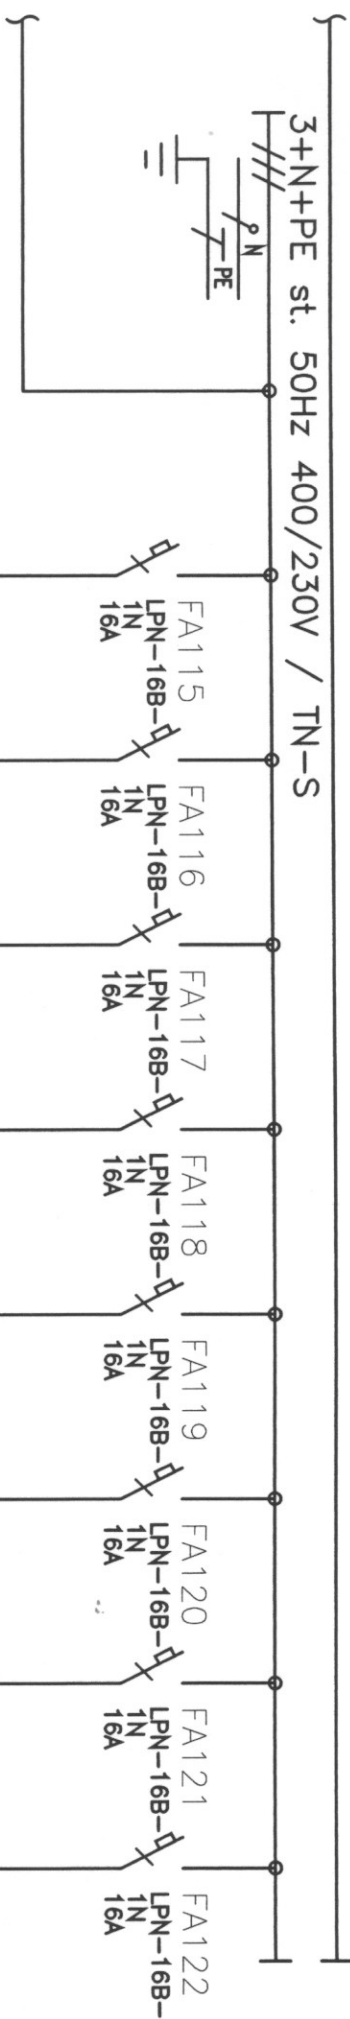 3+N+PE st. 50Hz 400/230V / TN-S
N
PE
FA115
LPN-16B-
1N
16A
FA116
LPN-16B-
1N
16A
FA117
LPN-16B-
1N
16A
FA118
LPN-16B-
1N
16A
FA119
LPN-16B-
1N
16A
FA120
LPN-16B-
1N
16A
FA121
LPN-16B-
1N
16A
FA122
LPN-16B-
1N
16A